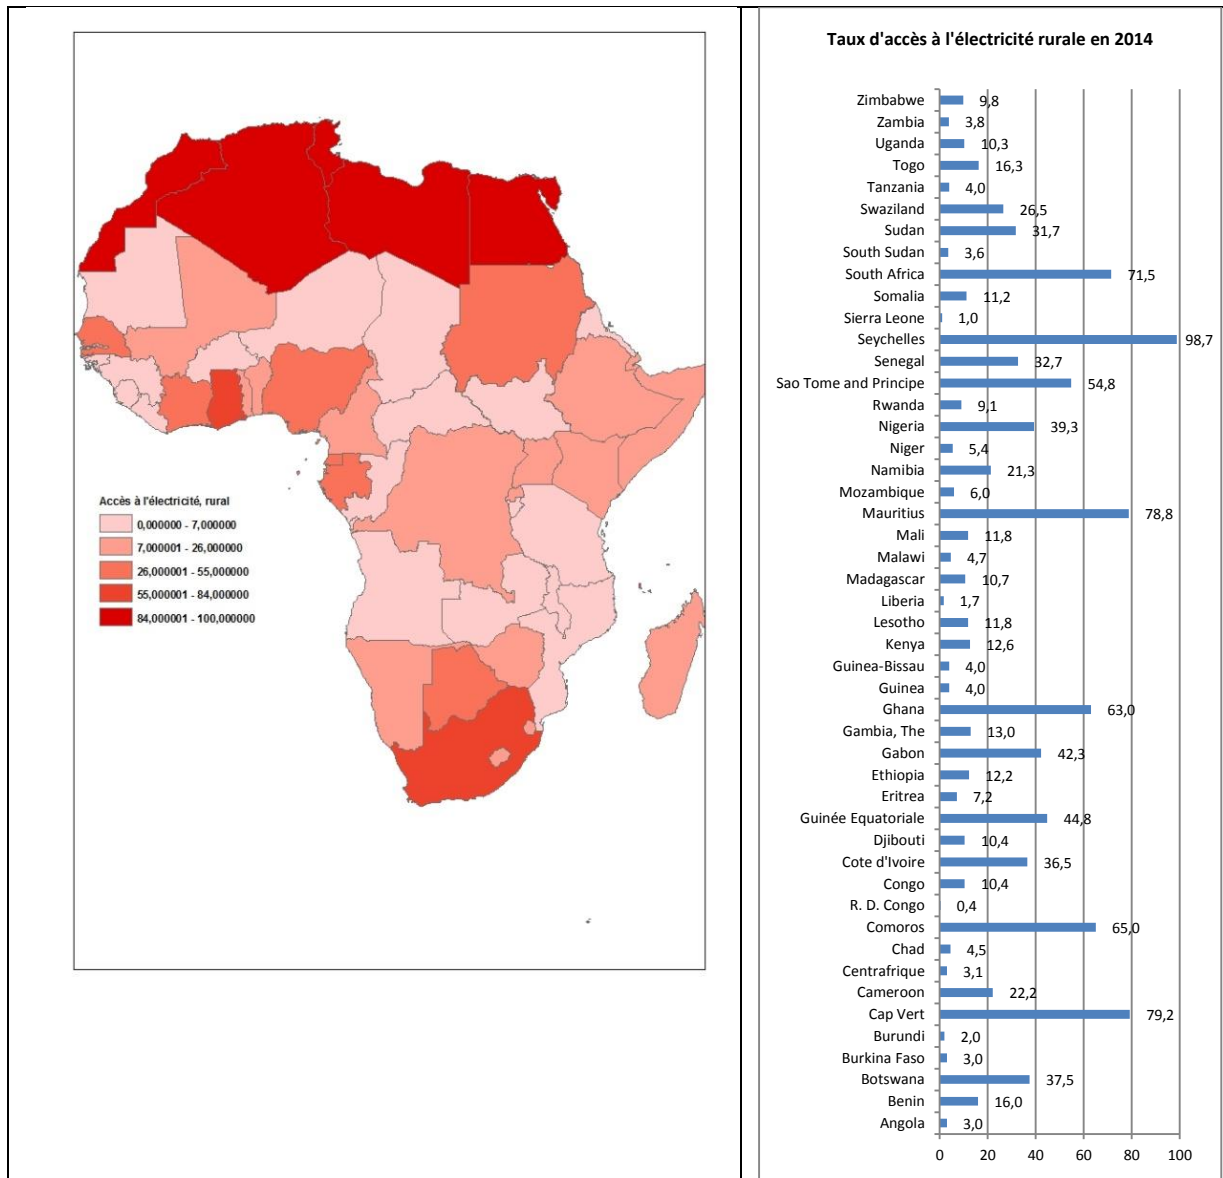 Accès à l'électricité, rural
0,000000 - 7,000000
7,000001 - 26,000000
26,000001 - 55,000000
55,000001 - 84,000000
84,000001 - 100,000000
Taux d'accès à l'électricité rurale en 2014
Zimbabwe 9,8
Zambia 3,8
Uganda 10,3
Togo 16,3
Tanzania 4,0
Swaziland 26,5
Sudan 31,7
South Sudan 3,6
South Africa 71,5
Somalia 11,2
Sierra Leone 1,0
Seychelles 98,7
Senegal 32,7
Sao Tome and Principe 54,8
Rwanda 9,1
Nigeria 39,3
Niger 5,4
Namibia 21,3
Mozambique 6,0
Mauritius 78,8
Mali 11,8
Malawi 4,7
Madagascar 10,7
Liberia 1,7
Lesotho 11,8
Kenya 12,6
Guinea-Bissau 4,0
Guinea 4,0
Ghana 63,0
Gambia, The 13,0
Gabon 42,3
Ethiopia 12,2
Eritrea 7,2
Guinée Equatoriale 44,8
Djibouti 10,4
Cote d'Ivoire 36,5
Congo 10,4
R. D. Congo 0,4
Comoros 65,0
Chad 4,5
Centrafrique 3,1
Cameroon 22,2
Cap Vert 79,2
Burundi 2,0
Burkina Faso 3,0
Botswana 37,5
Benin 16,0
Angola 3,0
0 20 40 60 80 100